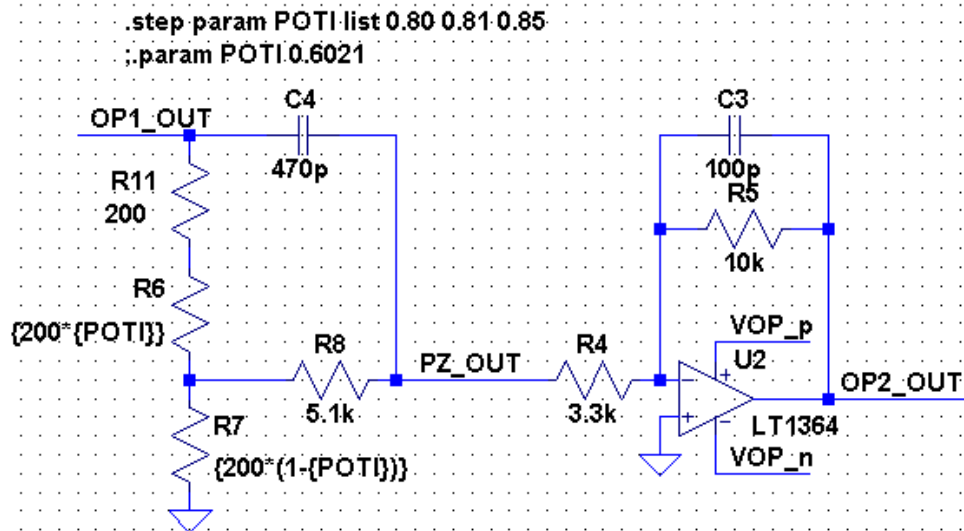 .step param POTI list 0.80 0.81 0.85
;.param POTI 0.6021
OP1_OUT
C4
470p
R11
200
R6
{200*{POTI}}
R8
5.1k
R7
{200*(1-{POTI})}
PZ_OUT
R4
3.3k
C3
100p
R5
10k
VOP_p
U2
OP2_OUT
LT1364
VOP_n